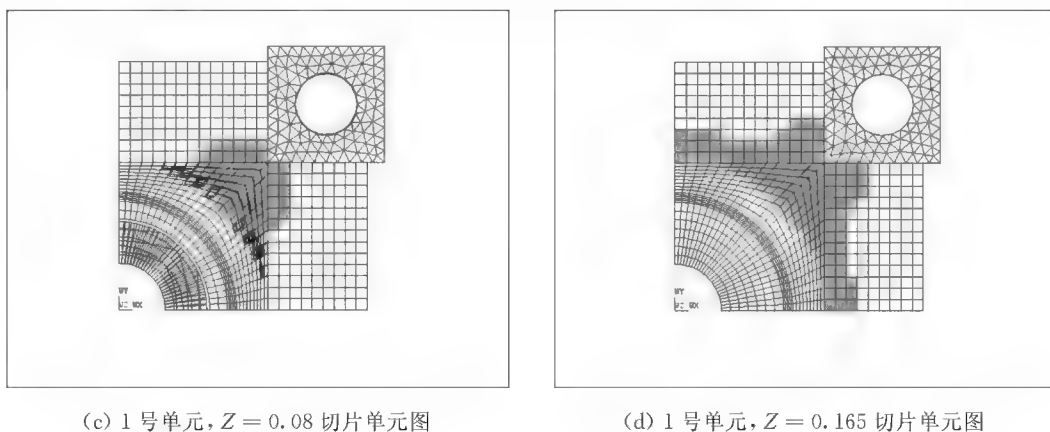 (c) 1 号单元, Z = 0.08 切片单元图
(d) 1 号单元, Z = 0.165 切片单元图